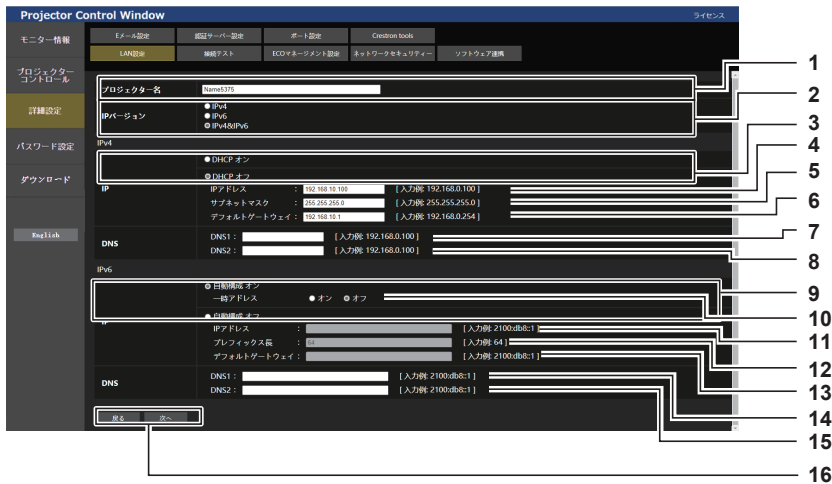 Projector Control Window
ライセンス
モニター情報
プロジェクター
コントロール
詳細設定
パスワード設定
ダウンロード
English
Eメール設定 認証サーバー設定 ポート設定 Crestron tools
LAN設定 接続テスト ECOマネージメント設定 ネットワークセキュリティー ソフトウェア連携
プロジェクター名 Name5375
IPバージョン
IPv4
IPv6
IPv4&IPv6
IPv4
DHCP オン
DHCP オフ
IP
IPアドレス : 192.168.10.100 [ 入力例: 192.168.0.100 ]
サブネットマスク : 255.255.255.0 [ 入力例: 255.255.255.0 ]
デフォルトゲートウェイ : 192.168.10.1 [ 入力例: 192.168.0.254 ]
DNS
DNS1 : [ 入力例: 192.168.0.100 ]
DNS2 : [ 入力例: 192.168.0.100 ]
IPv6
自動構成 オン
一時アドレス オン オフ
自動構成 オフ
IP
IPアドレス : [ 入力例: 2100:db8::1 ]
プレフィックス長 : 64 [ 入力例: 64 ]
デフォルトゲートウェイ : [ 入力例: 2100:db8::1 ]
DNS
DNS1 : [ 入力例: 2100:db8::1 ]
DNS2 : [ 入力例: 2100:db8::1 ]
戻る 次へ
1
2
3
4
5
6
7
8
9
10
11
12
13
14
15
16